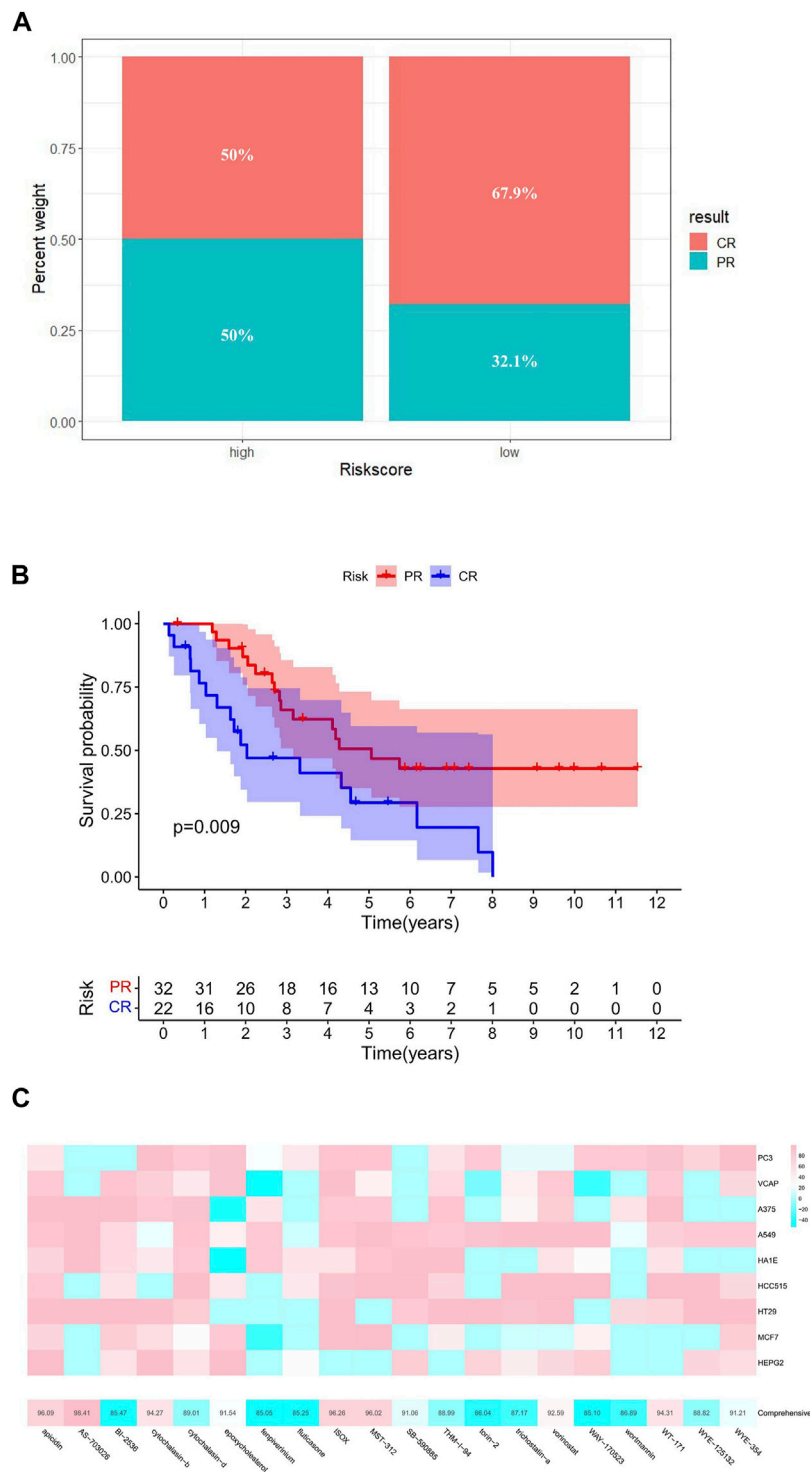 A
1.00
0.75
0.50
0.25
0.00
Percent weight
50%
50%
67.9%
32.1%
high
low
Riskscore
result
CR
PR
B
Risk PR CR
1.00
0.75
0.50
0.25
0.00
Survival probability
p=0.009
0 1 2 3 4 5 6 7 8 9 10 11 12
Time(years)
Risk
PR 32 31 26 18 16 13 10 7 5 5 2 1 0
CR 22 16 10 8 7 4 3 2 1 0 0 0 0
0 1 2 3 4 5 6 7 8 9 10 11 12
Time(years)
C
80
60
40
20
0
−20
−40
PC3
VCAP
A375
A549
HA1E
HCC515
HT29
MCF7
HEPG2
96.09 98.41 85.47 94.27 89.01 91.54 85.05 85.25 96.26 96.02 91.06 88.99 86.04 87.17 92.59 85.10 86.89 94.31 88.82 91.21 Comprehensive
apicidin
AS−703026
BI−2536
cytochalasin−b
cytochalasin−d
epoxycholesterol
fenpiverinium
fluticasone
ISOX
MST−312
SB−590885
THM−I−94
torin−2
trichostatin−a
vorinostat
WAY−170523
wortmannin
WT−171
WYE−125132
WYE−354